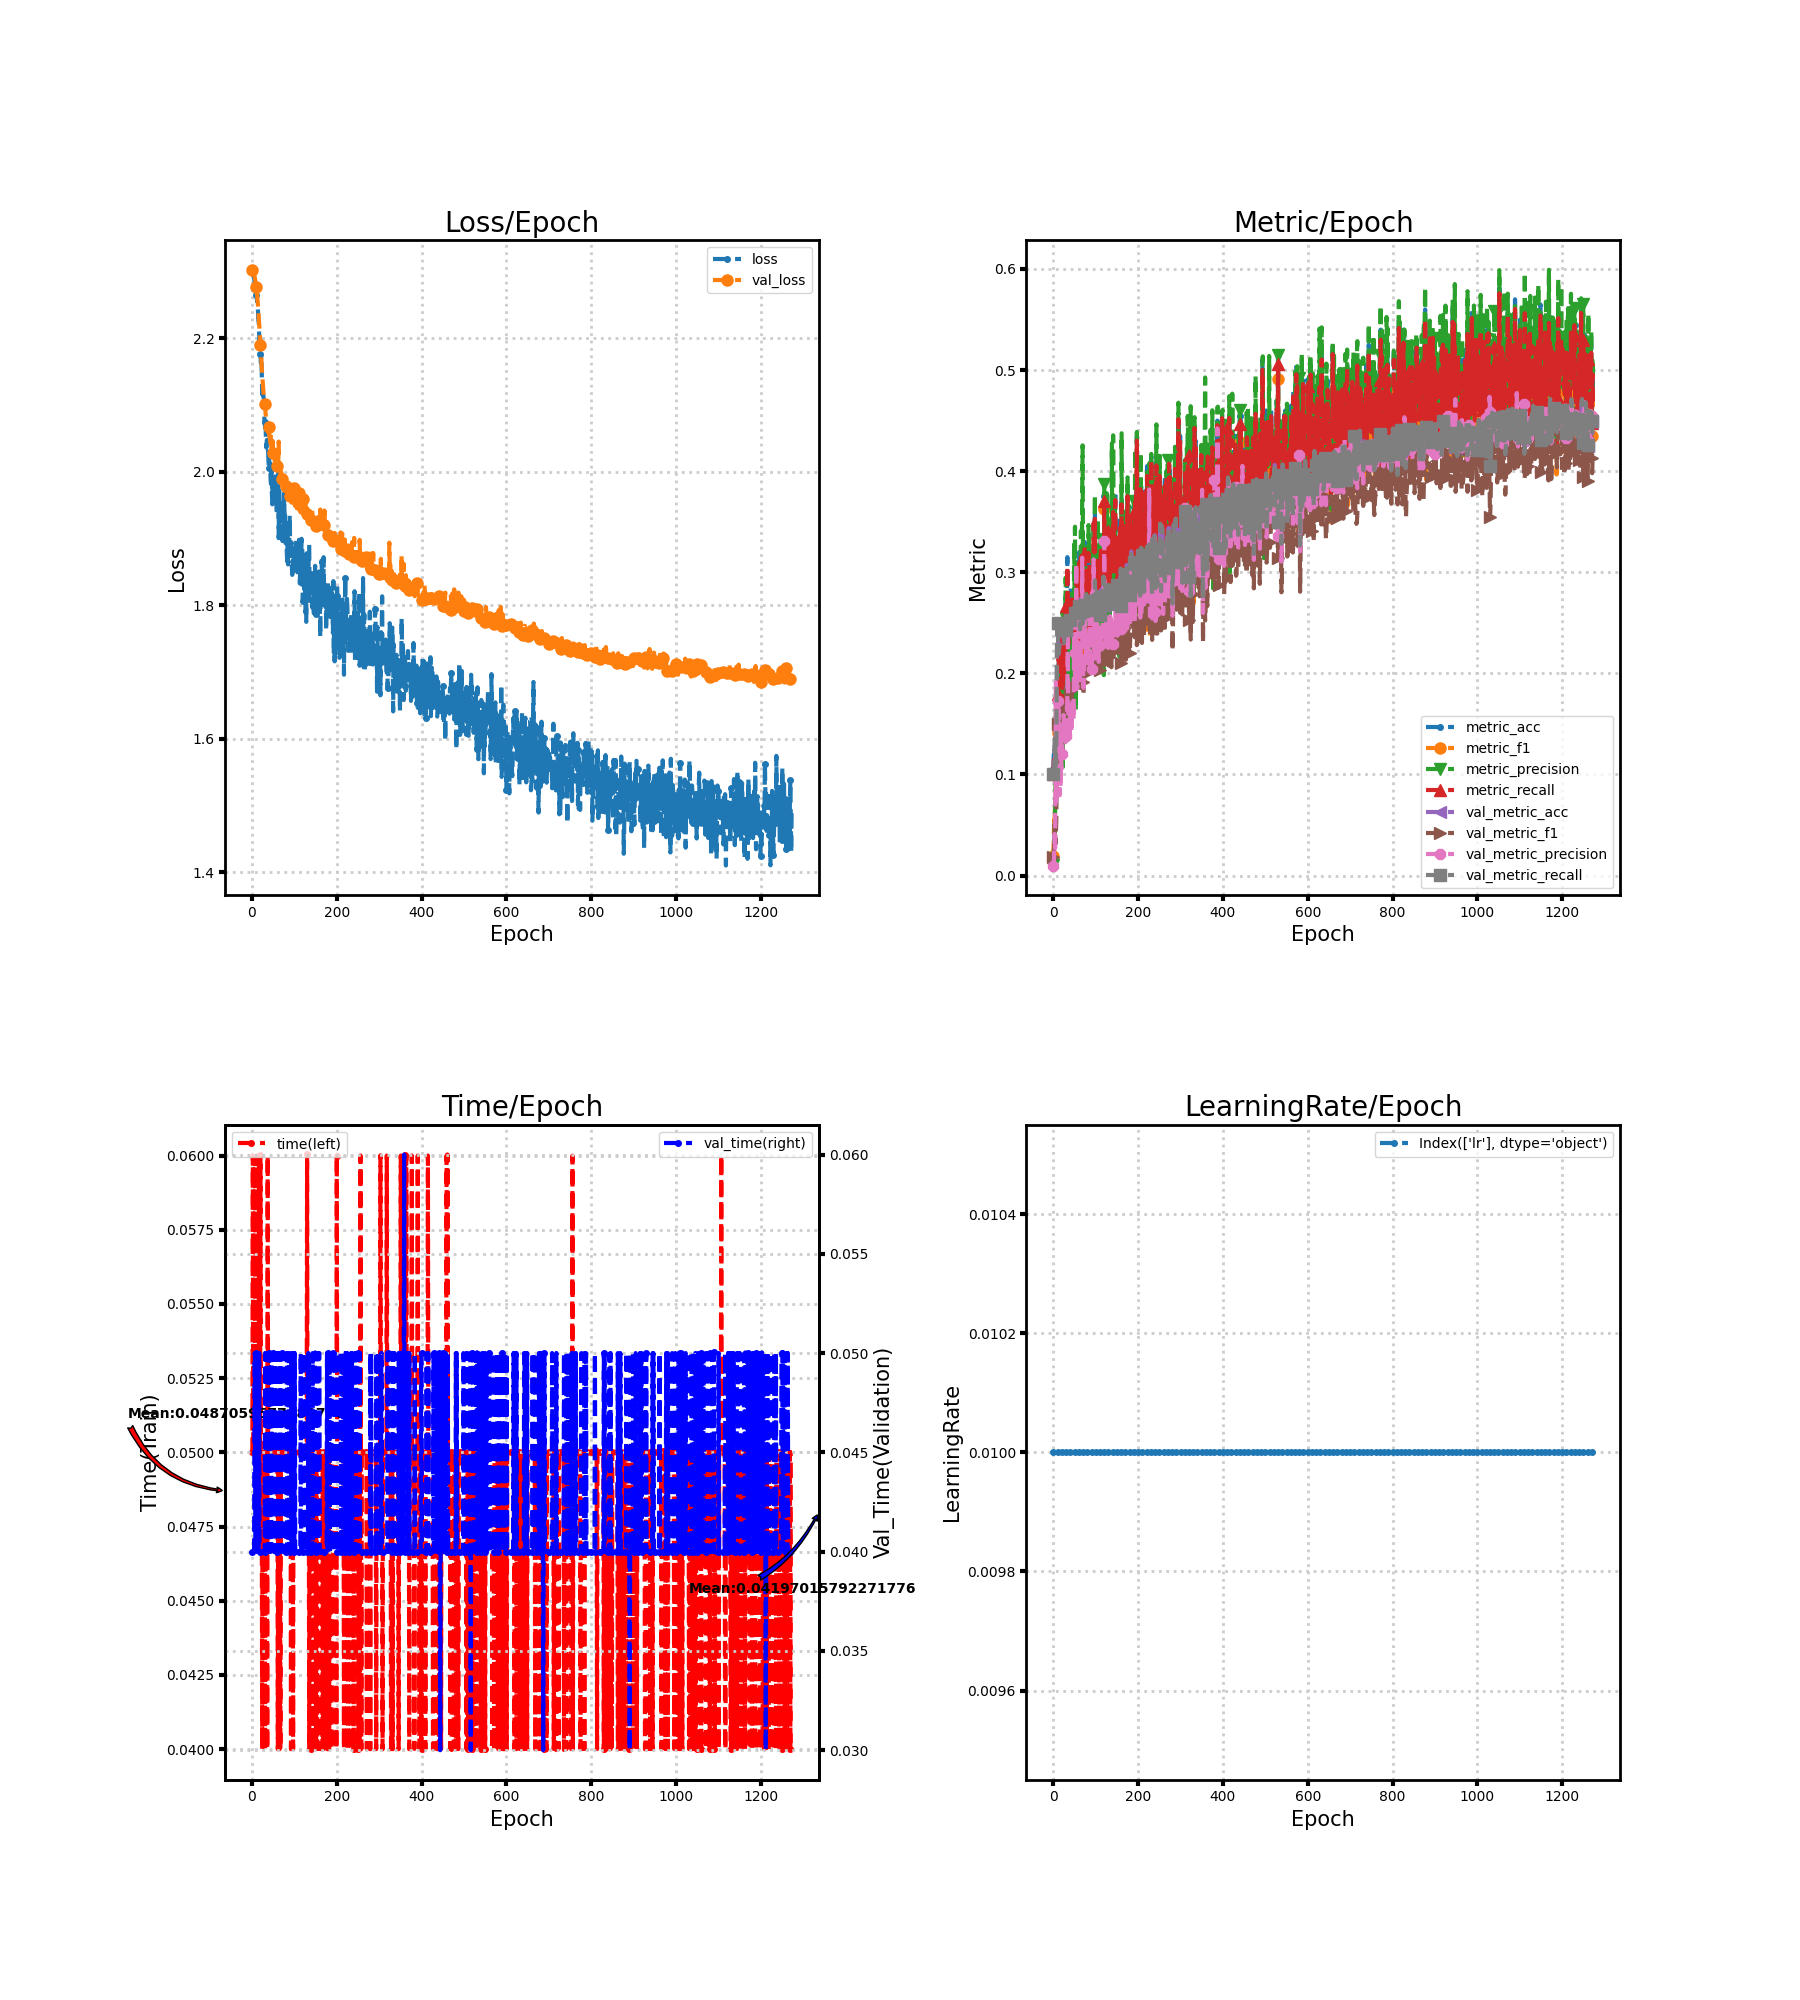 Loss/Epoch
loss
val_loss
2.2
2.0
1.8
1.6
1.4
Loss
0
200
400
600
800
1000
1200
Epoch
Metric/Epoch
0.6
0.5
0.4
0.3
0.2
0.1
0.0
Metric
metric_acc
metric_f1
metric_precision
metric_recall
val_metric_acc
val_metric_f1
val_metric_precision
val_metric_recall
0
200
400
600
800
1000
1200
Epoch
Time/Epoch
time(left)
val_time(right)
0.0600
0.0575
0.0550
0.0525
0.0500
0.0475
0.0450
0.0425
0.0400
Time(Train)
0.060
0.055
0.050
0.045
0.040
0.035
0.030
Val_Time(Validation)
Mean:0.04197015792271776
0
200
400
600
800
1000
1200
Epoch
LearningRate/Epoch
Index(['lr'], dtype='object')
0.0104
0.0102
0.0100
0.0098
0.0096
LearningRate
0
200
400
600
800
1000
1200
Epoch